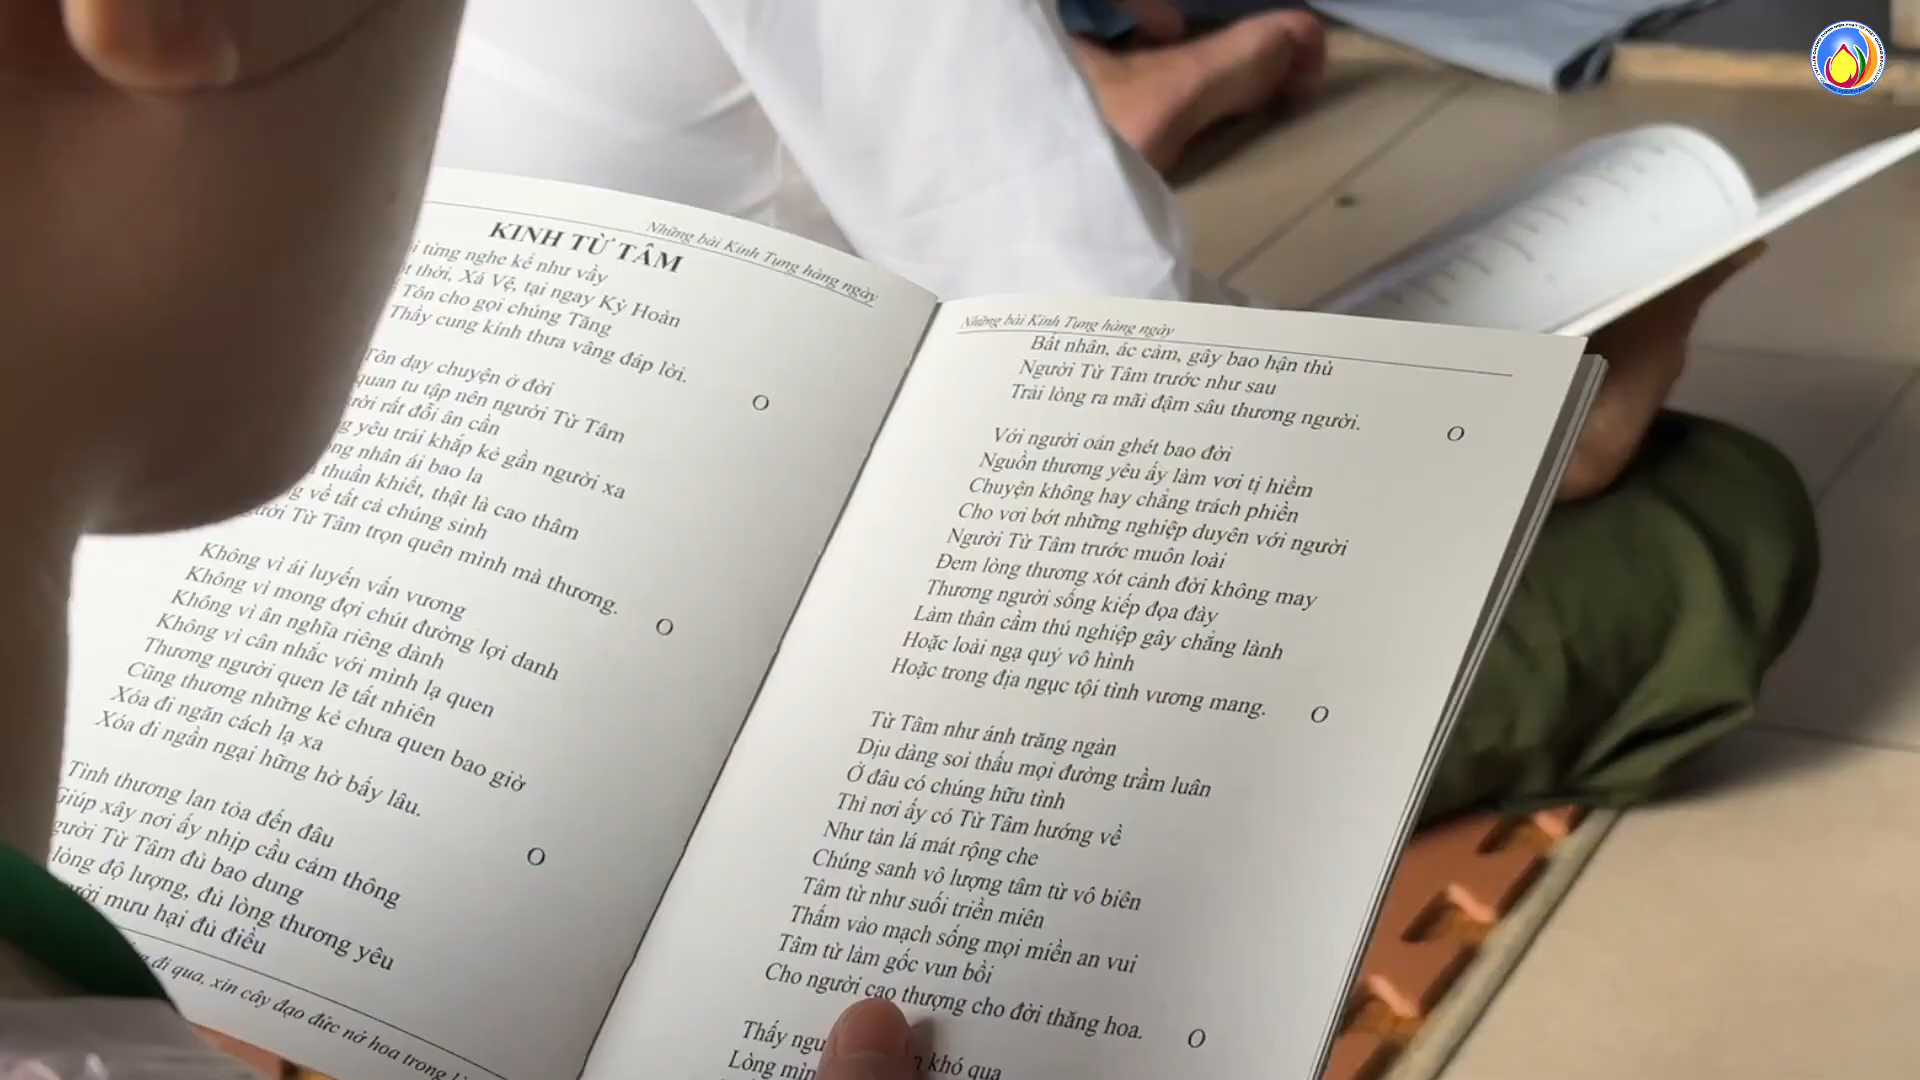 Những bài Kinh Tụng hàng ngày
KINH TỪ TÂM
từng nghe kể như vầy
thời, Xá Vệ, tại ngay Kỳ Hoàn
Tôn cho gọi chúng Tăng
Thầy cung kính thưa vâng đáp lời.
O
Tôn dạy chuyện ở đời
quan tu tập nên người Từ Tâm
rất đỗi ân cần
yêu trải khắp kẻ gần người xa
nhân ái bao la
thuần khiết, thật là cao thâm
về tất cả chúng sinh
Từ Tâm trọn quên mình mà thương.
O
Không vì ái luyến vấn vương
Không vì mong đợi chút đường lợi danh
Không vì ân nghĩa riêng dành
Không vì cân nhắc với mình lạ quen
Thương người quen lẽ tất nhiên
Cũng thương những kẻ chưa quen bao giờ
Xóa đi ngăn cách lạ xa
Xóa đi ngần ngại hững hờ bấy lâu.
O
Tình thương lan tỏa đến đâu
Giúp xây nơi ấy nhịp cầu cảm thông
Từ Tâm đủ bao dung
lòng độ lượng, đủ lòng thương yêu
mưu hại đủ điều
đi qua, xin cây đạo đức nở hoa trong
Những bài Kinh Tụng hàng ngày
Bất nhân, ác cảm, gây bao hận thù
Người Từ Tâm trước như sau
Trải lòng ra mãi đậm sâu thương người.
O
Với người oán ghét bao đời
Nguồn thương yêu ấy làm vơi tị hiềm
Chuyện không hay chẳng trách phiền
Cho vơi bớt những nghiệp duyên với người
Người Từ Tâm trước muôn loài
Đem lòng thương xót cảnh đời không may
Thương người sống kiếp đọa đày
Làm thân cầm thú nghiệp gây chẳng lành
Hoặc loài ngạ quỷ vô hình
Hoặc trong địa ngục tội tình vương mang.
O
Từ Tâm như ánh trăng ngàn
Dịu dàng soi thấu mọi đường trầm luân
Ở đâu có chúng hữu tình
Thì nơi ấy có Từ Tâm hướng về
Như tàn lá mát rộng che
Chúng sanh vô lượng tâm từ vô biên
Tâm từ như suối triền miên
Thấm vào mạch sống mọi miền an vui
Tâm từ làm gốc vun bồi
Cho người cao thượng cho đời thăng hoa.
O
Thấy khó qua
Lòng